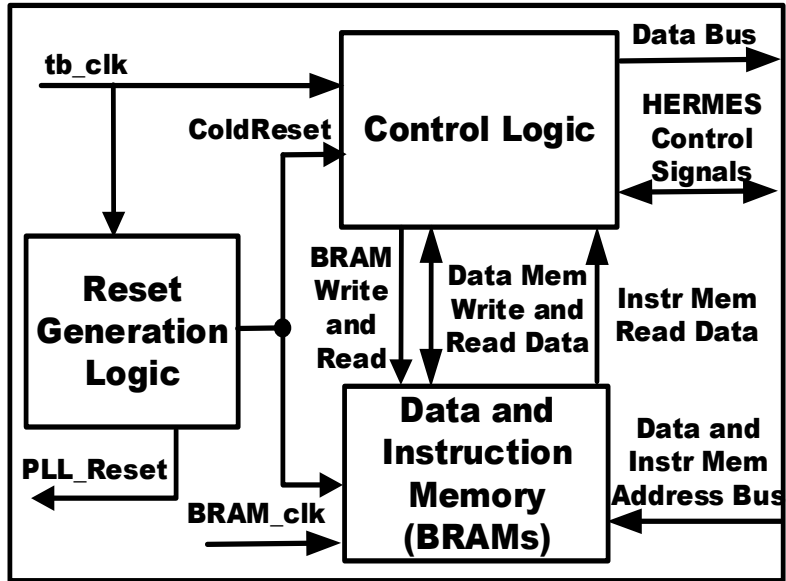 tb_clk
Data Bus
ColdReset
Control Logic
HERMES
Control
Signals
Reset
Generation
Logic
BRAM
Write
and
Read
Data Mem
Write and
Read Data
Instr Mem
Read Data
PLL_Reset
Data and
Instruction
Memory
(BRAMs)
Data and
Instr Mem
Address Bus
BRAM_clk